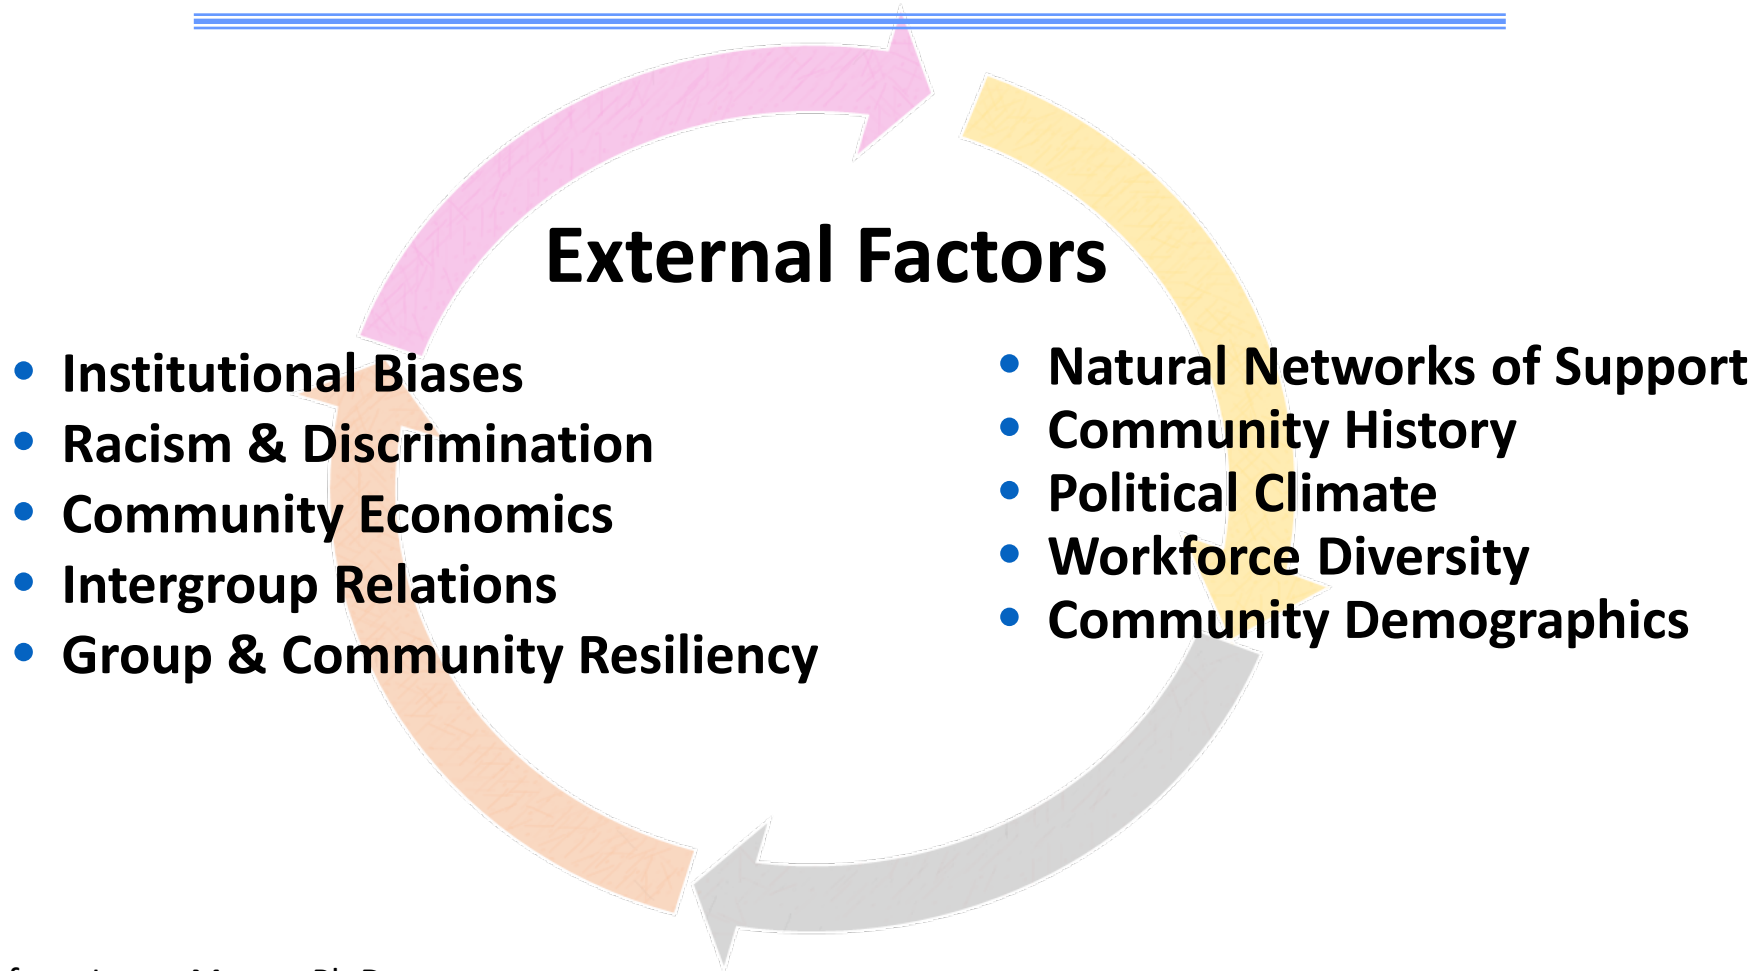 External Factors
• Institutional Biases
• Racism & Discrimination
• Community Economics
• Intergroup Relations
• Group & Community Resiliency
• Natural Networks of Support
• Community History
• Political Climate
• Workforce Diversity
• Community Demographics